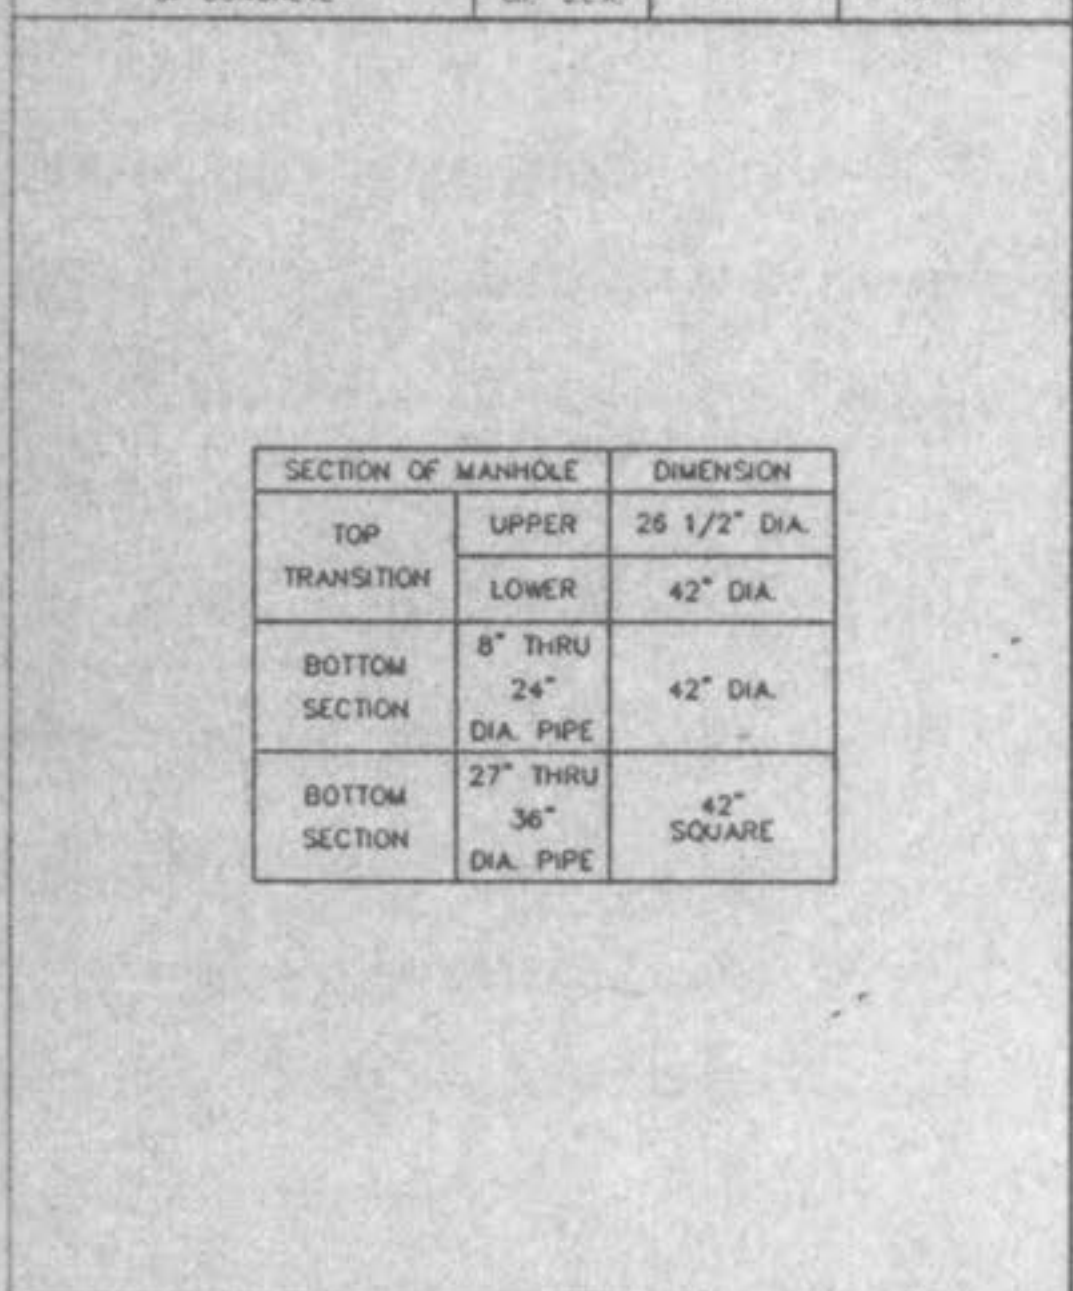 SECTION OF MANHOLE DIMENSION
TOP
TRANSITION
UPPER
26 1/2" DIA.
LOWER
42" DIA.
BOTTOM
SECTION
8" THRU
24"
DIA. PIPE
42" DIA.
BOTTOM
SECTION
27" THRU
36"
DIA. PIPE
42"
SQUARE